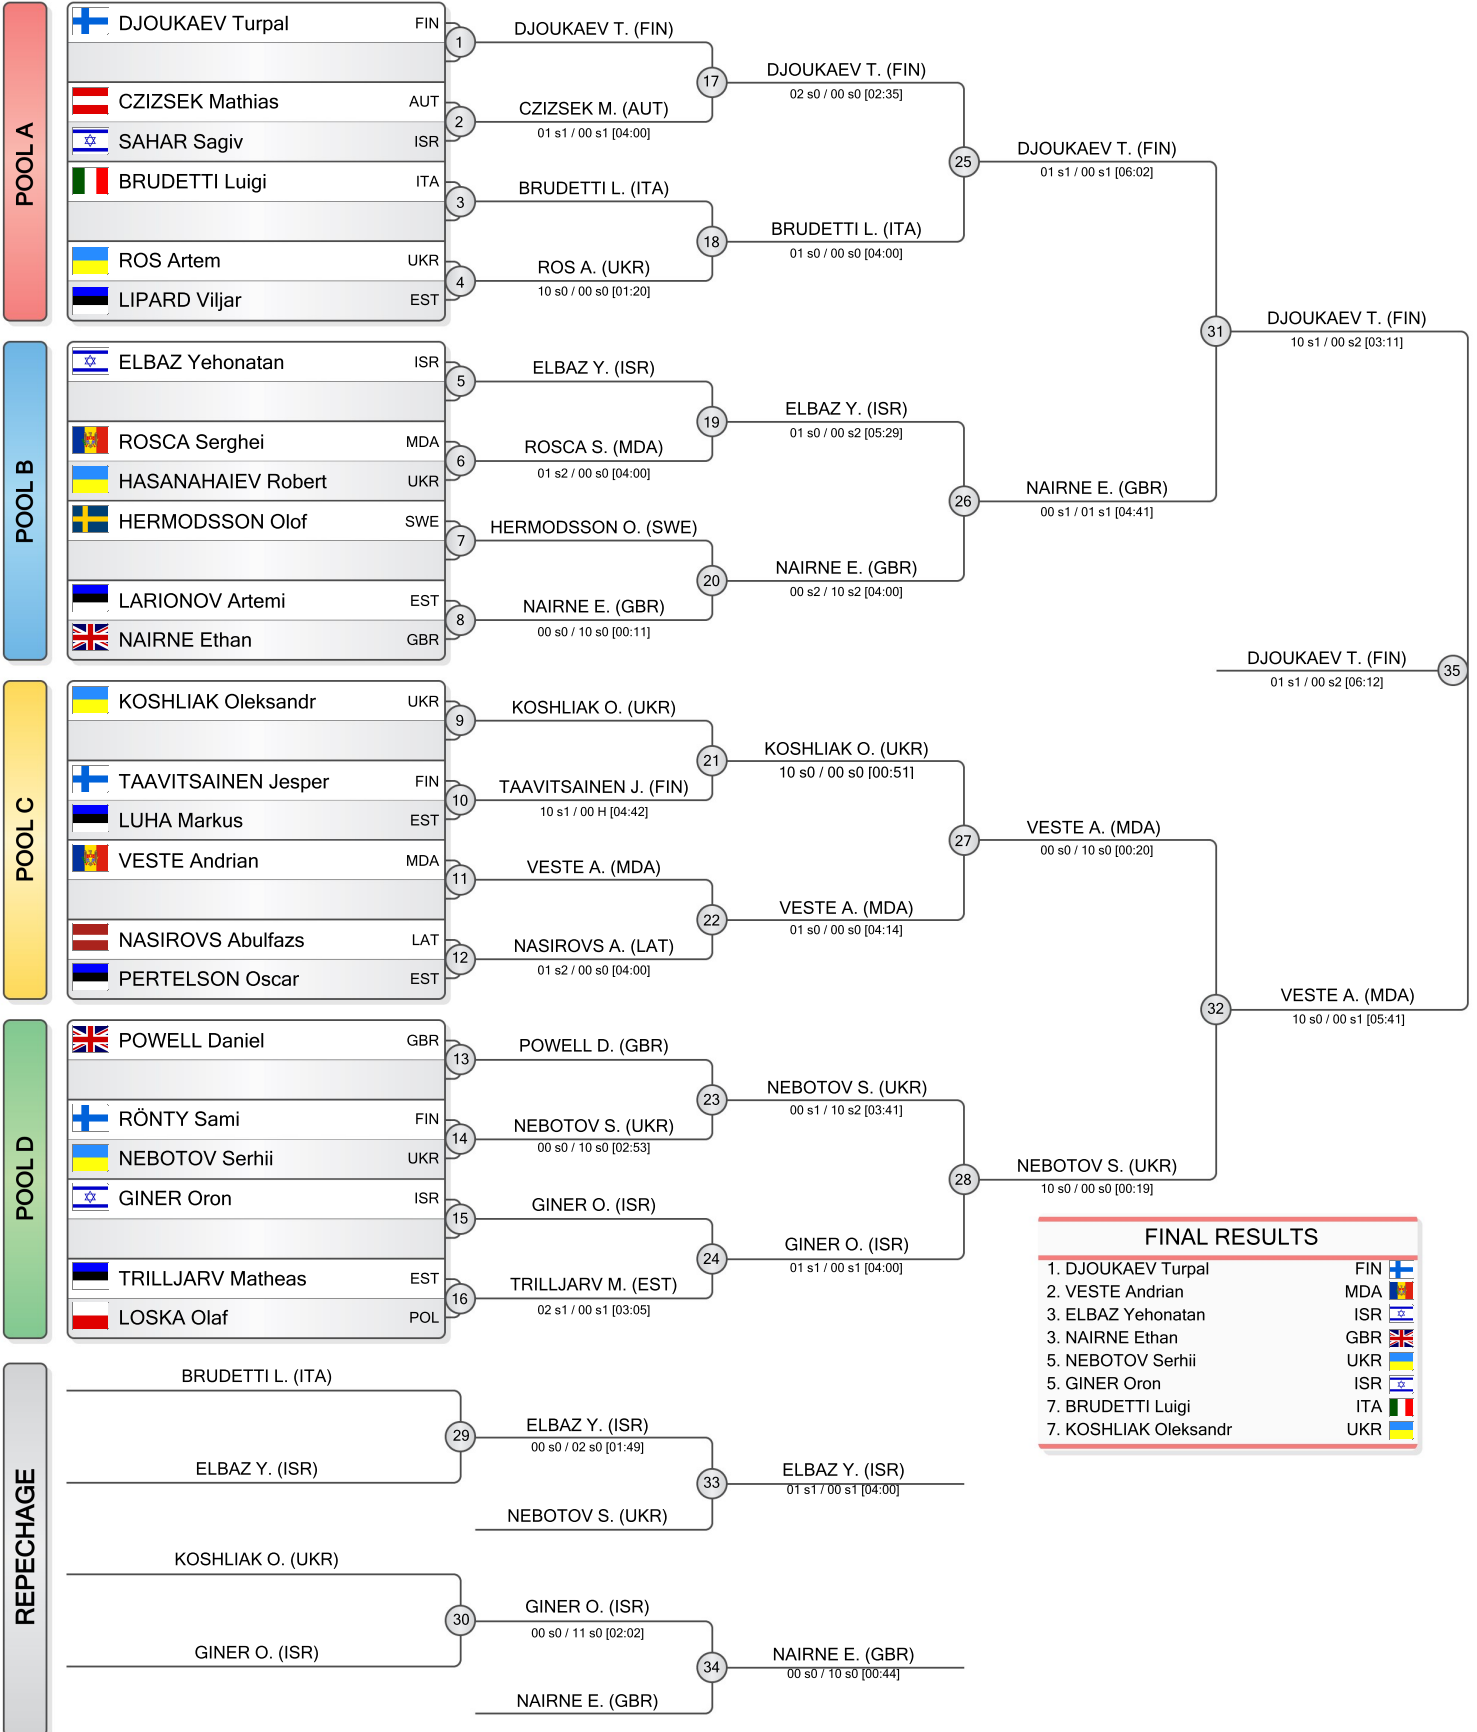 POOL A
DJOUKAEV Turpal FIN
CZIZSEK Mathias AUT
SAHAR Sagiv ISR
BRUDETTI Luigi ITA
ROS Artem UKR
LIPARD Viljar EST
POOL B
ELBAZ Yehonatan ISR
ROSCA Serghei MDA
HASANAHAIEV Robert UKR
HERMODSSON Olof SWE
LARIONOV Artemi EST
NAIRNE Ethan GBR
POOL C
KOSHLIAK Oleksandr UKR
TAAVITSAINEN Jesper FIN
LUHA Markus EST
VESTE Andrian MDA
NASIROVS Abulfazs LAT
PERTELSON Oscar EST
POOL D
POWELL Daniel GBR
RÖNTY Sami FIN
NEBOTOV Serhii UKR
GINER Oron ISR
TRILLJARV Matheas EST
LOSKA Olaf POL
1
DJOUKAEV T. (FIN)
2
CZIZSEK M. (AUT)
01 s1 / 00 s1 [04:00]
3
BRUDETTI L. (ITA)
4
ROS A. (UKR)
10 s0 / 00 s0 [01:20]
5
ELBAZ Y. (ISR)
6
ROSCA S. (MDA)
01 s2 / 00 s0 [04:00]
7
HERMODSSON O. (SWE)
8
NAIRNE E. (GBR)
00 s0 / 10 s0 [00:11]
9
KOSHLIAK O. (UKR)
10
TAAVITSAINEN J. (FIN)
10 s1 / 00 H [04:42]
11
VESTE A. (MDA)
12
NASIROVS A. (LAT)
01 s2 / 00 s0 [04:00]
13
POWELL D. (GBR)
14
NEBOTOV S. (UKR)
00 s0 / 10 s0 [02:53]
15
GINER O. (ISR)
16
TRILLJARV M. (EST)
02 s1 / 00 s1 [03:05]
17
DJOUKAEV T. (FIN)
02 s0 / 00 s0 [02:35]
18
BRUDETTI L. (ITA)
01 s0 / 00 s0 [04:00]
19
ELBAZ Y. (ISR)
01 s0 / 00 s2 [05:29]
20
NAIRNE E. (GBR)
00 s2 / 10 s2 [04:00]
21
KOSHLIAK O. (UKR)
10 s0 / 00 s0 [00:51]
22
VESTE A. (MDA)
01 s0 / 00 s0 [04:14]
23
NEBOTOV S. (UKR)
00 s1 / 10 s2 [03:41]
24
GINER O. (ISR)
01 s1 / 00 s1 [04:00]
25
DJOUKAEV T. (FIN)
01 s1 / 00 s1 [06:02]
26
NAIRNE E. (GBR)
00 s1 / 01 s1 [04:41]
27
VESTE A. (MDA)
00 s0 / 10 s0 [00:20]
28
NEBOTOV S. (UKR)
10 s0 / 00 s0 [00:19]
31
DJOUKAEV T. (FIN)
10 s1 / 00 s2 [03:11]
32
VESTE A. (MDA)
10 s0 / 00 s1 [05:41]
DJOUKAEV T. (FIN)
01 s1 / 00 s2 [06:12]
35
FINAL RESULTS
1. DJOUKAEV Turpal FIN
2. VESTE Andrian MDA
3. ELBAZ Yehonatan ISR
3. NAIRNE Ethan GBR
5. NEBOTOV Serhii UKR
5. GINER Oron ISR
7. BRUDETTI Luigi ITA
7. KOSHLIAK Oleksandr UKR
REPECHAGE
BRUDETTI L. (ITA)
ELBAZ Y. (ISR)
29
ELBAZ Y. (ISR)
00 s0 / 02 s0 [01:49]
NEBOTOV S. (UKR)
33
ELBAZ Y. (ISR)
01 s1 / 00 s1 [04:00]
KOSHLIAK O. (UKR)
GINER O. (ISR)
30
GINER O. (ISR)
00 s0 / 11 s0 [02:02]
NAIRNE E. (GBR)
34
NAIRNE E. (GBR)
00 s0 / 10 s0 [00:44]